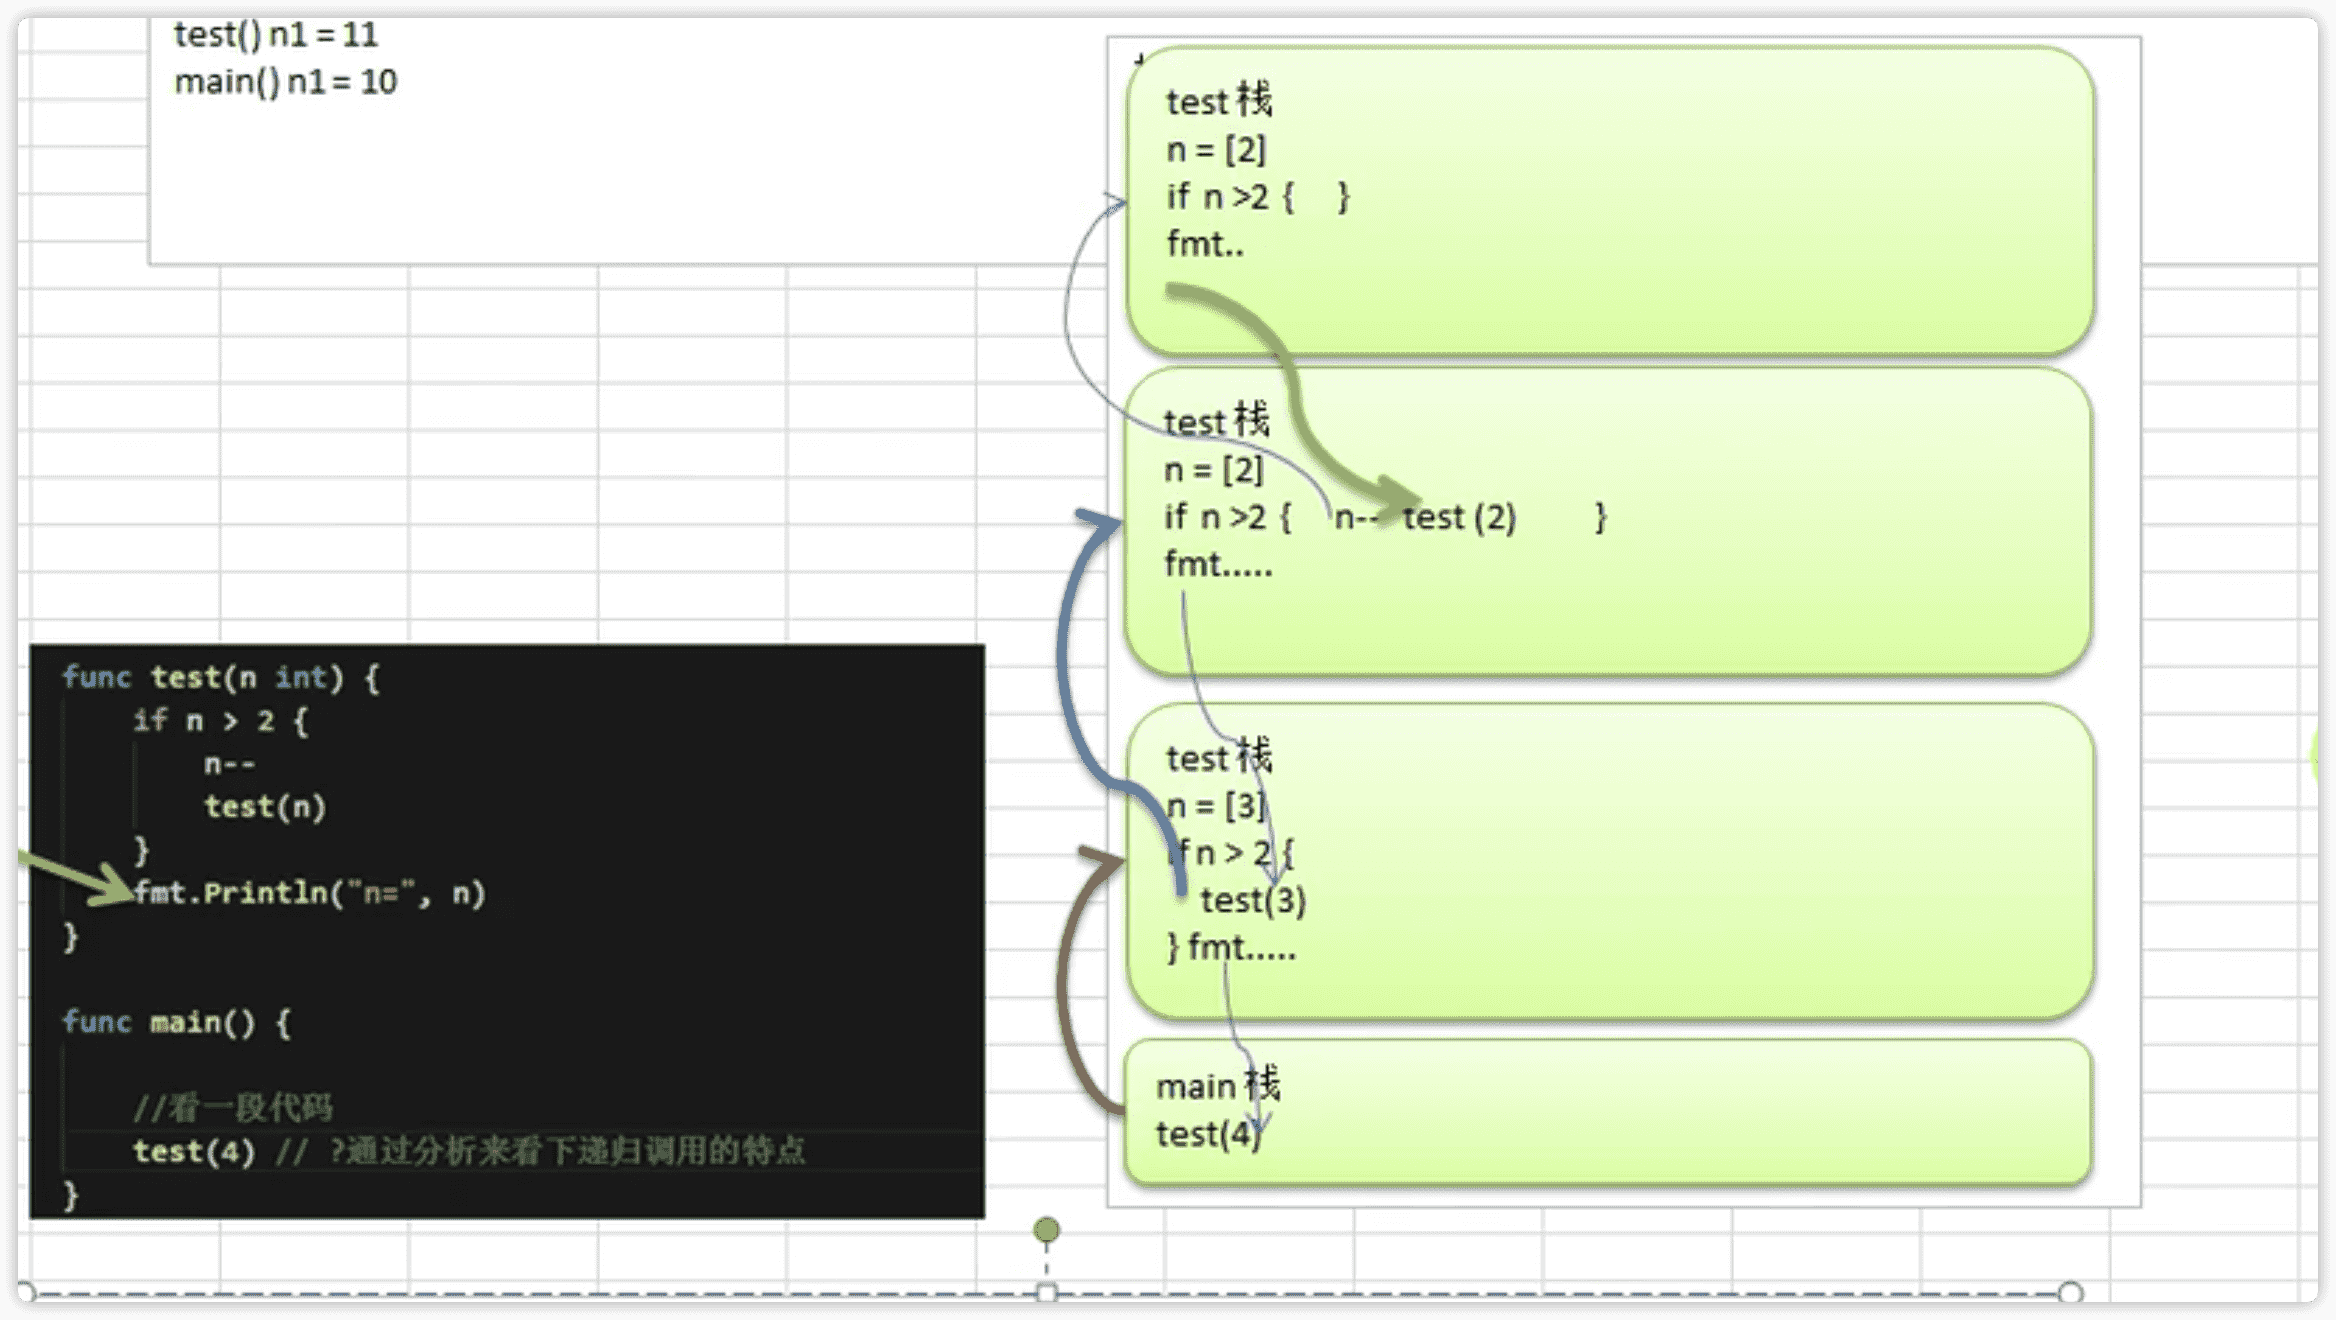 test() n1 = 11
main() n1 = 10
test 栈
n = [2]
if n >2 { }
fmt..
test 栈
n = [2]
if n >2 { n-- test (2) }
fmt.....
test 栈
n = [3]
if n > 2 {
test(3)
} fmt.....
main 栈
test(4)
func test(n int) {
if n > 2 {
n--
test(n)
}
fmt.Println("n=", n)
}
func main() {
//看一段代码
test(4) // ?通过分析来看下递归调用的特点
}